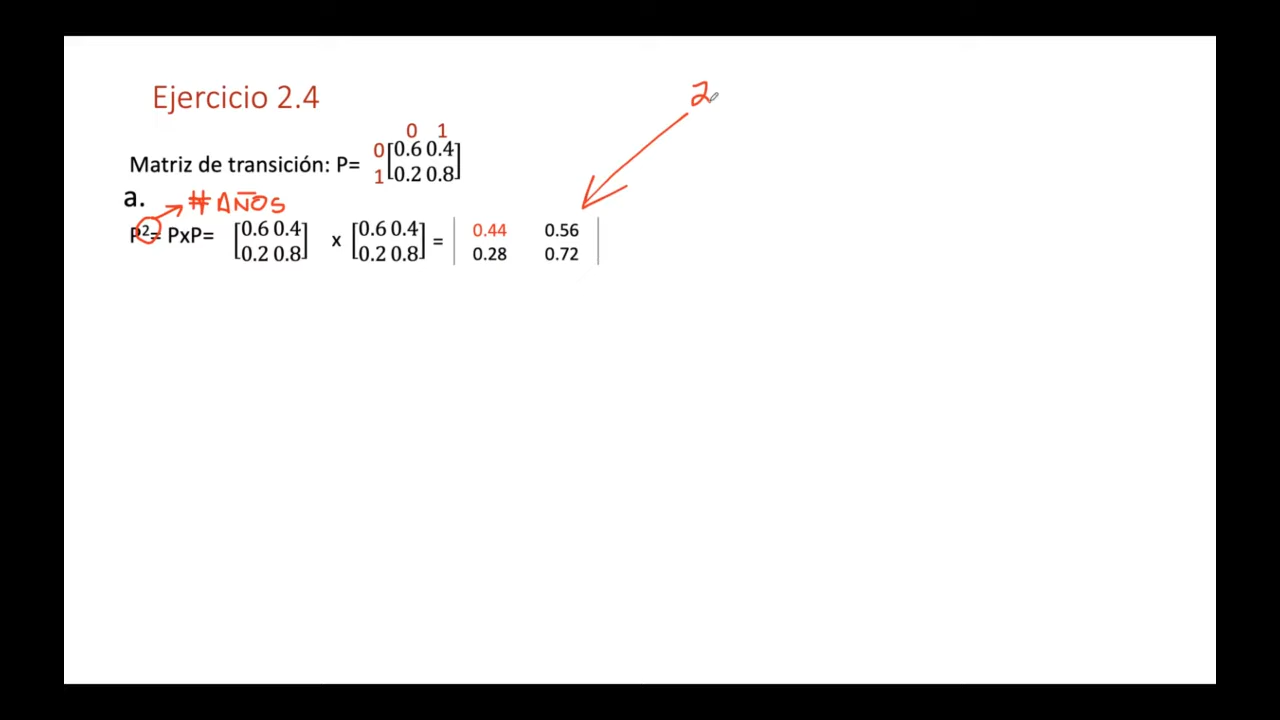 Ejercicio 2.4
2
0 1
Matriz de transición: P= 0 [0.6 0.4]
1 [0.2 0.8]
a.
# AÑOS
P²= PxP= [0.6 0.4] x [0.6 0.4] = | 0.44 0.56 |
[0.2 0.8] [0.2 0.8] | 0.28 0.72 |